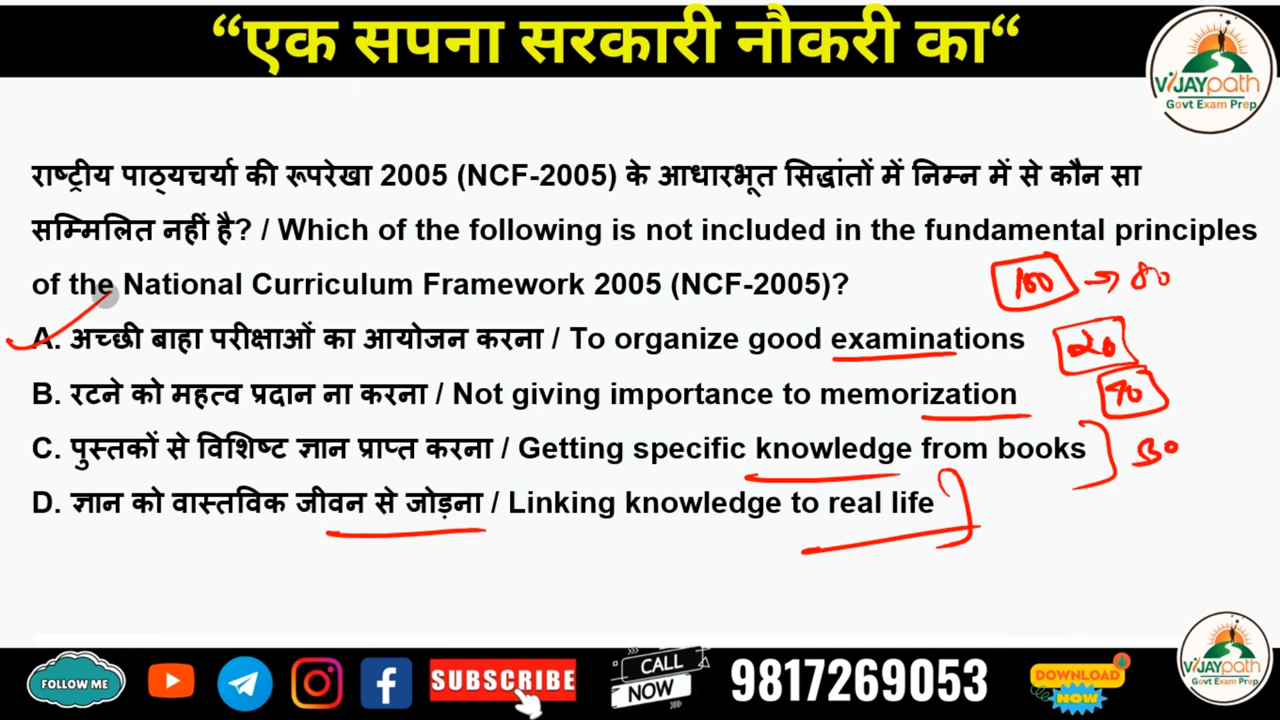 “एक सपना सरकारी नौकरी का“
VIJAYpath
Govt Exam Prep
राष्ट्रीय पाठ्यचर्या की रूपरेखा 2005 (NCF-2005) के आधारभूत सिद्धांतों में निम्न में से कौन सा
सम्मिलित नहीं है? / Which of the following is not included in the fundamental principles
of the National Curriculum Framework 2005 (NCF-2005)?
100 → 80
A. अच्छी बाहा परीक्षाओं का आयोजन करना / To organize good examinations
20
B. रटने को महत्व प्रदान ना करना / Not giving importance to memorization
C. पुस्तकों से विशिष्ट ज्ञान प्राप्त करना / Getting specific knowledge from books
30
D. ज्ञान को वास्तविक जीवन से जोड़ना / Linking knowledge to real life
FOLLOW ME
SUBSCRIBE
CALL
NOW
9817269053
DOWNLOAD
NOW
VIJAYpath
Govt Exam Prep